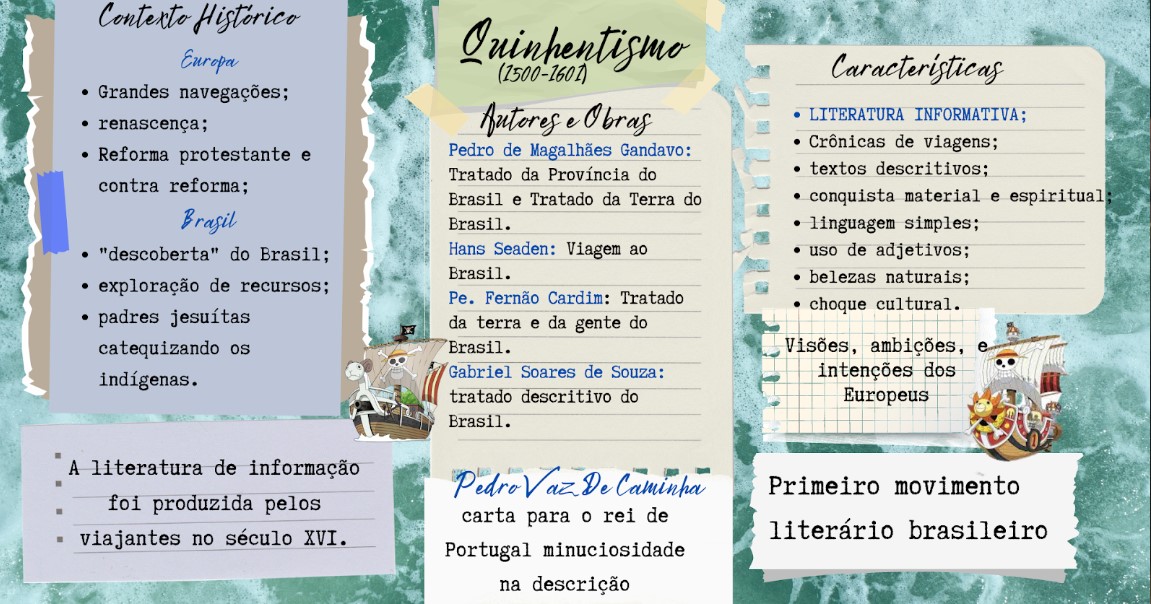 Contexto Histórico
Europa
• Grandes navegações;
• renascença;
• Reforma protestante e
contra reforma;
Brasil
• "descoberta" do Brasil;
• exploração de recursos;
• padres jesuítas
catequizando os
indígenas.
A literatura de informação
foi produzida pelos
viajantes no século XVI.
Quinhentismo
(1500-1601)
Autores e Obras
Pedro de Magalhães Gandavo:
Tratado da Província do
Brasil e Tratado da Terra do
Brasil.
Hans Seaden: Viagem ao
Brasil.
Pe. Fernão Cardim: Tratado
da terra e da gente do
Brasil.
Gabriel Soares de Souza:
tratado descritivo do
Brasil.
Pedro Vaz De Caminha
carta para o rei de
Portugal minuciosidade
na descrição
Características
• LITERATURA INFORMATIVA;
• Crônicas de viagens;
• textos descritivos;
• conquista material e espiritual;
• linguagem simples;
• uso de adjetivos;
• belezas naturais;
• choque cultural.
Visões, ambições, e
intenções dos
Europeus
Primeiro movimento
literário brasileiro